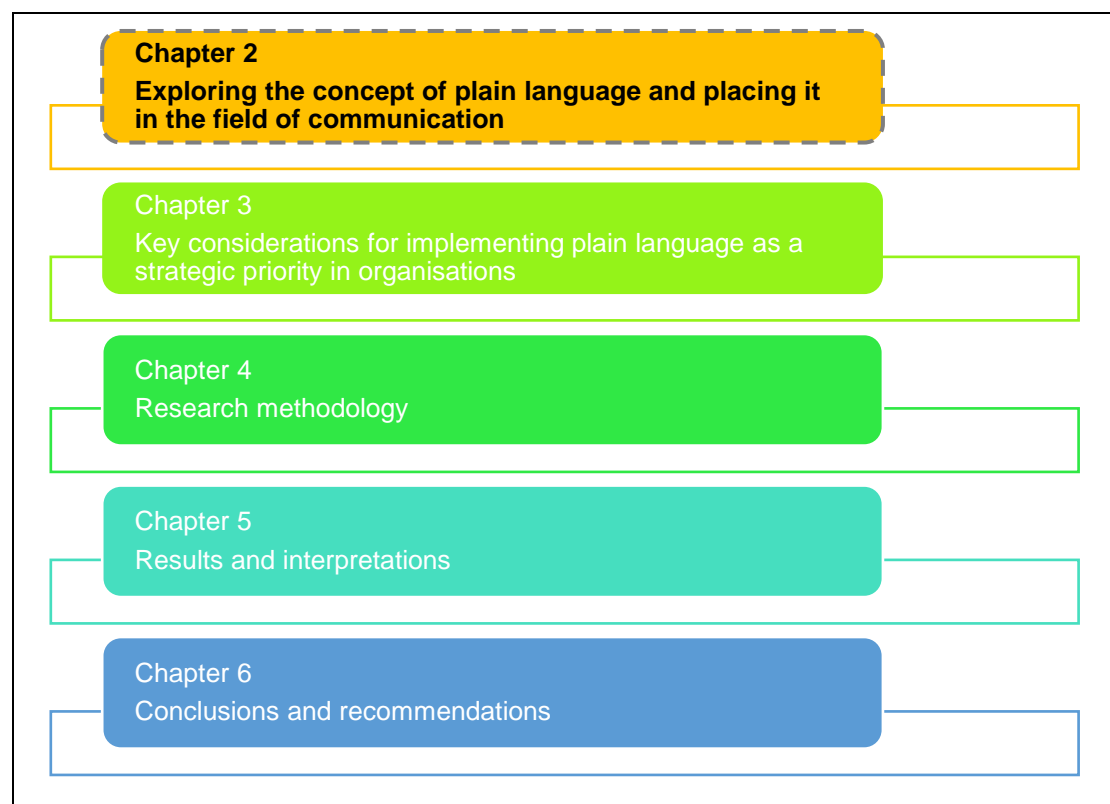 Chapter 2
Exploring the concept of plain language and placing it
in the field of communication
Chapter 3
Key considerations for implementing plain language as a
strategic priority in organisations
Chapter 4
Research methodology
Chapter 5
Results and interpretations
Chapter 6
Conclusions and recommendations